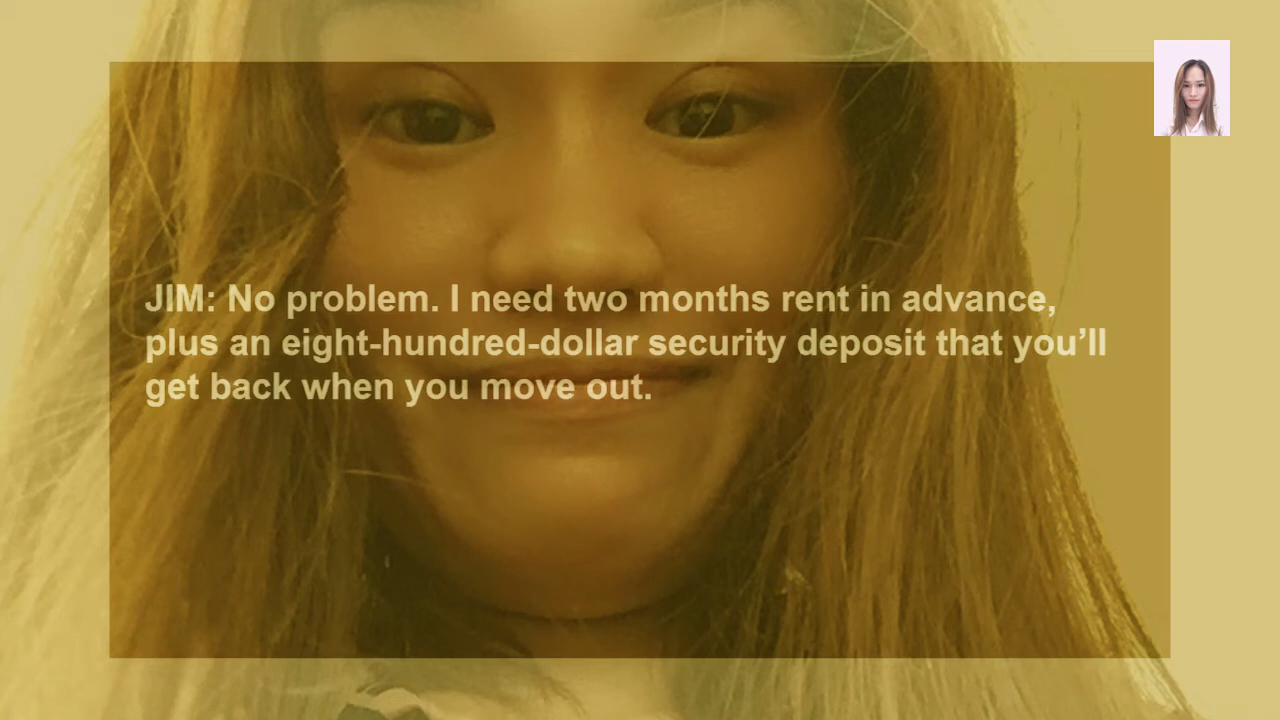 JIM: No problem. I need two months rent in advance,
plus an eight-hundred-dollar security deposit that you’ll
get back when you move out.